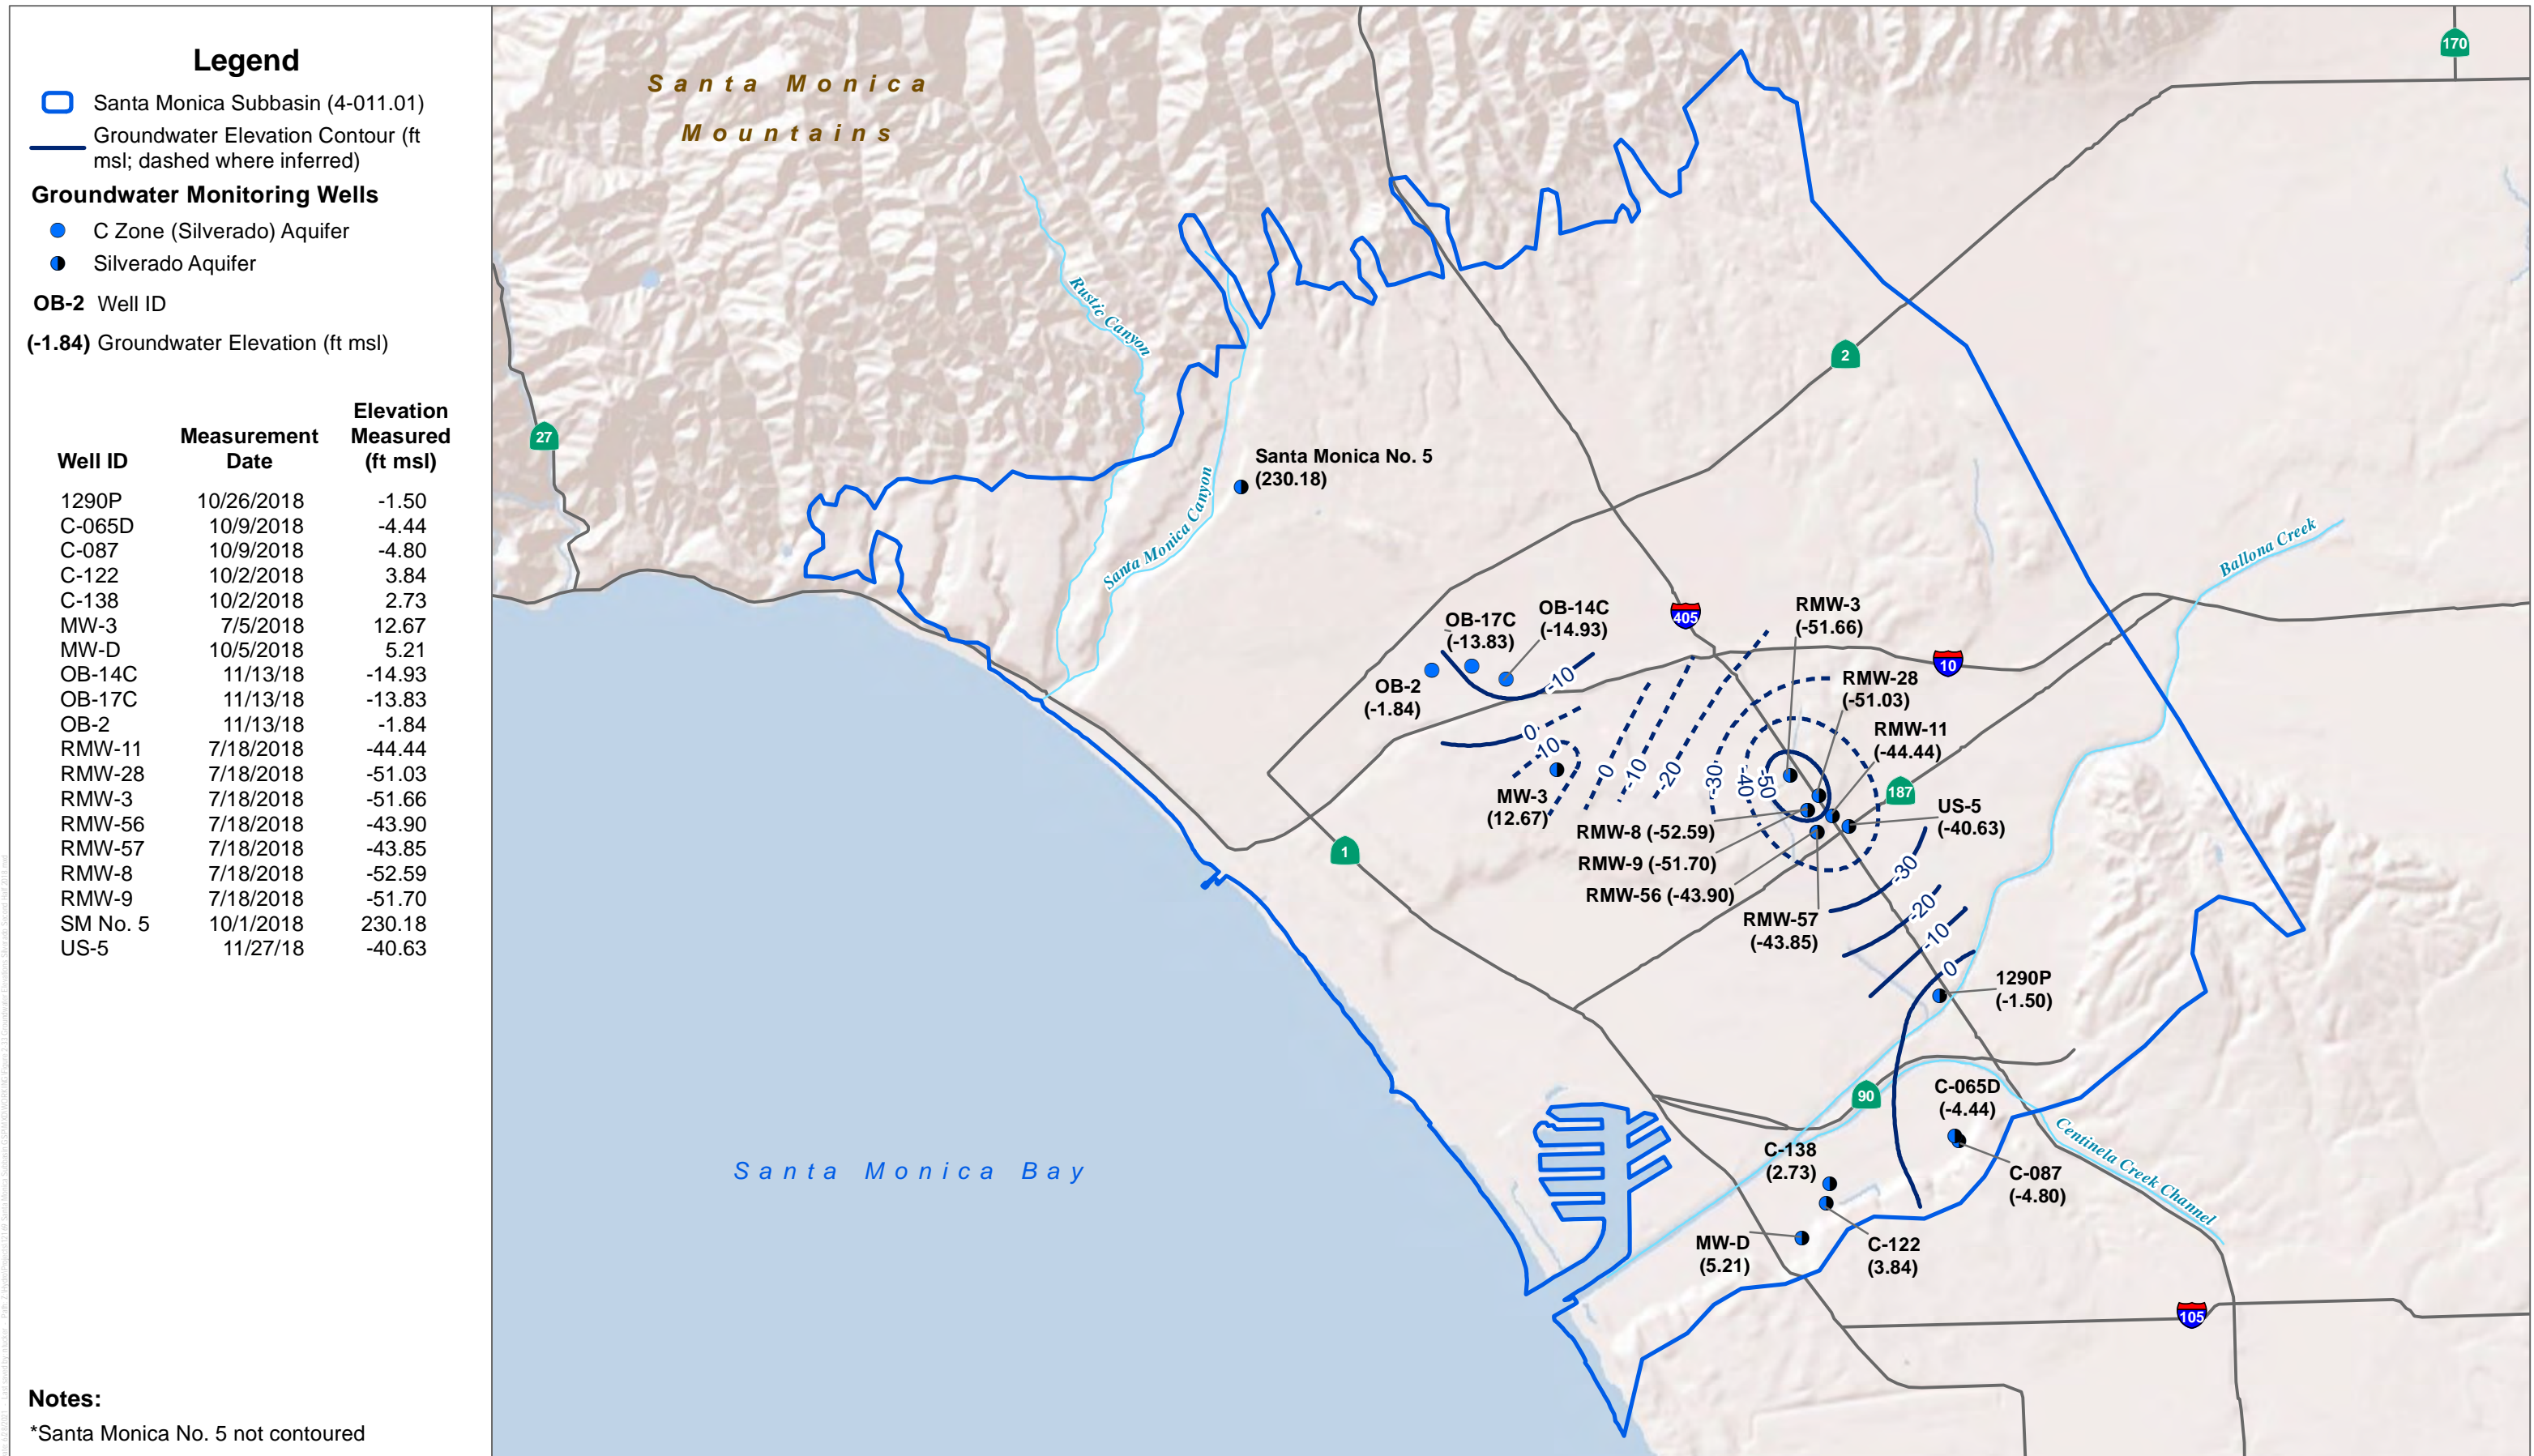 Legend
Santa Monica Subbasin (4-011.01)
Groundwater Elevation Contour (ft
msl; dashed where inferred)
Groundwater Monitoring Wells
C Zone (Silverado) Aquifer
Silverado Aquifer
OB-2 Well ID
(-1.84) Groundwater Elevation (ft msl)
Well ID Measurement Date Elevation Measured (ft msl)
1290P 10/26/2018 -1.50
C-065D 10/9/2018 -4.44
C-087 10/9/2018 -4.80
C-122 10/2/2018 3.84
C-138 10/2/2018 2.73
MW-3 7/5/2018 12.67
MW-D 10/5/2018 5.21
OB-14C 11/13/18 -14.93
OB-17C 11/13/18 -13.83
OB-2 11/13/18 -1.84
RMW-11 7/18/2018 -44.44
RMW-28 7/18/2018 -51.03
RMW-3 7/18/2018 -51.66
RMW-56 7/18/2018 -43.90
RMW-57 7/18/2018 -43.85
RMW-8 7/18/2018 -52.59
RMW-9 7/18/2018 -51.70
SM No. 5 10/1/2018 230.18
US-5 11/27/18 -40.63
Notes:
*Santa Monica No. 5 not contoured
Santa Monica
Mountains
170
2
27
Rustic Canyon
Santa Monica Canyon
Santa Monica No. 5
(230.18)
Ballona Creek
405
10
OB-17C
(-13.83)
OB-14C
(-14.93)
OB-2
(-1.84)
-10
RMW-3
(-51.66)
RMW-28
(-51.03)
RMW-11
(-44.44)
187
US-5
(-40.63)
0
10
MW-3
(12.67)
0
-10
-20
-30
-40
-50
RMW-8 (-52.59)
RMW-9 (-51.70)
RMW-56 (-43.90)
RMW-57
(-43.85)
1
-30
-20
-10
0
1290P
(-1.50)
90
C-065D
(-4.44)
C-087
(-4.80)
Centinela Creek Channel
C-138
(2.73)
C-122
(3.84)
MW-D
(5.21)
105
Santa Monica Bay